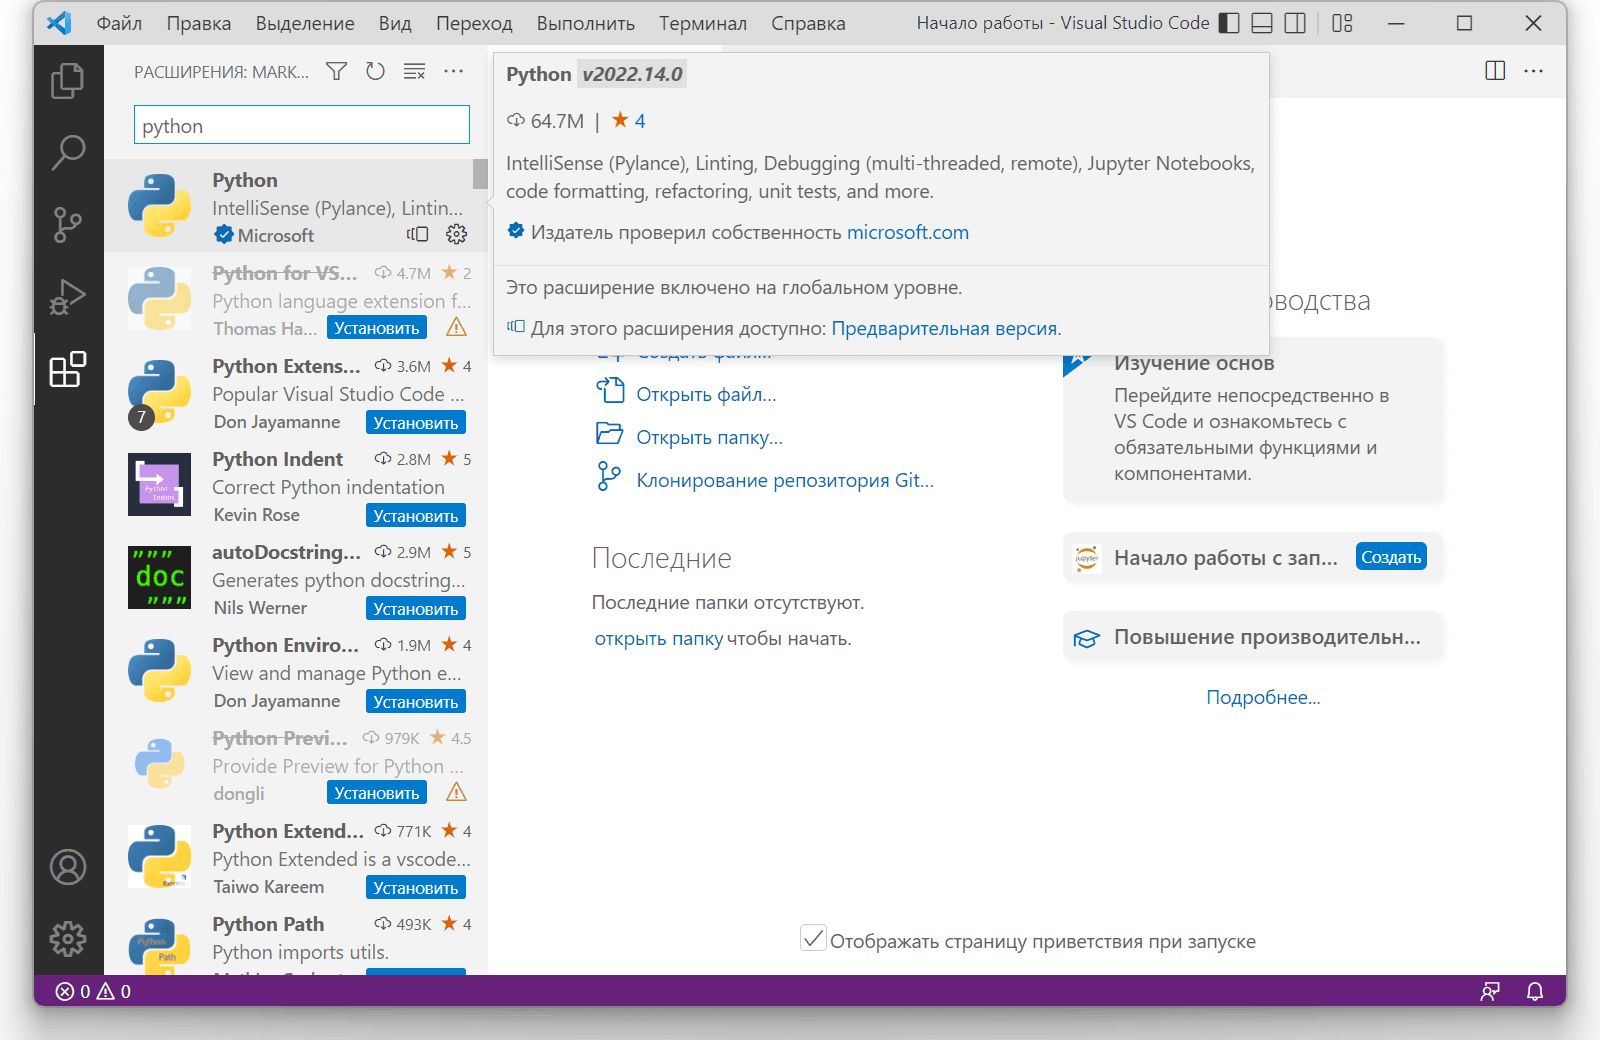 Файл Правка Выделение Вид Переход Выполнить Терминал Справка Начало работы - Visual Studio Code
РАСШИРЕНИЯ: MARK...
python
Python
IntelliSense (Pylance), Lintin...
Microsoft
Python for VS... 4.7M 2
Python language extension f...
Thomas Ha... Установить
Python Extens... 3.6M 4
Popular Visual Studio Code ...
7
Don Jayamanne Установить
Python Indent 2.8M 5
Correct Python indentation
Kevin Rose Установить
autoDocstring... 2.9M 5
Generates python docstring...
Nils Werner Установить
""" doc """
Python Enviro... 1.9M 4
View and manage Python e...
Don Jayamanne Установить
Python Previ... 979K 4.5
Provide Preview for Python ...
dongli Установить
Python Extend... 771K 4
Python Extended is a vscode...
Taiwo Kareem Установить
Python Path 493K 4
Python imports utils.
Python v2022.14.0
64.7M | 4
IntelliSense (Pylance), Linting, Debugging (multi-threaded, remote), Jupyter Notebooks,
code formatting, refactoring, unit tests, and more.
Издатель проверил собственность microsoft.com
Это расширение включено на глобальном уровне.
Для этого расширения доступно: Предварительная версия.
Открыть файл...
Открыть папку...
Клонирование репозитория Git...
Последние
Последние папки отсутствуют.
открыть папку чтобы начать.
оводства
Изучение основ
Перейдите непосредственно в
VS Code и ознакомьтесь с
обязательными функциями и
компонентами.
jupyter
Начало работы с зап... Создать
Повышение производительн...
Подробнее...
Отображать страницу приветствия при запуске
0 0